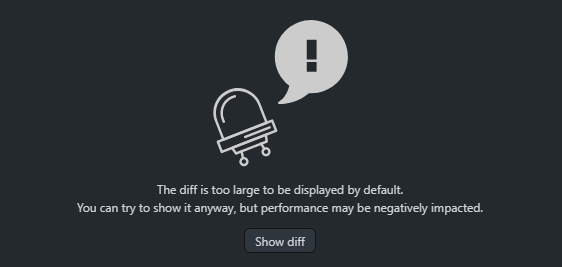 !
The diff is too large to be displayed by default.
You can try to show it anyway, but performance may be negatively impacted.
Show diff